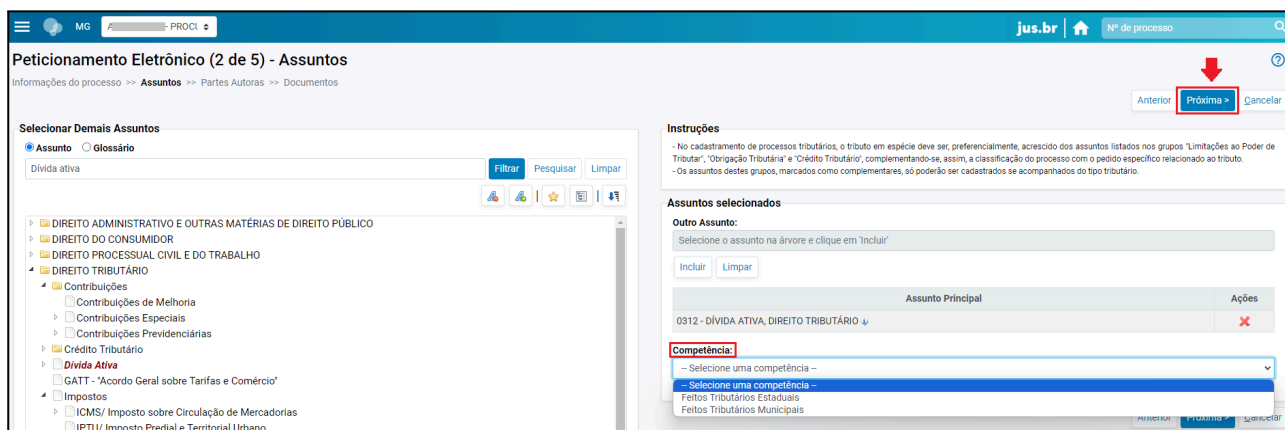 MG A - PROCU
jus.br Nº de processo
Peticionamento Eletrônico (2 de 5) - Assuntos
Informações do processo >> Assuntos >> Partes Autoras >> Documentos
Anterior Próxima > Cancelar
Selecionar Demais Assuntos
Assunto Glossário
Dívida ativa
Filtrar Pesquisar Limpar
DIREITO ADMINISTRATIVO E OUTRAS MATÉRIAS DE DIREITO PÚBLICO
DIREITO DO CONSUMIDOR
DIREITO PROCESSUAL CIVIL E DO TRABALHO
DIREITO TRIBUTÁRIO
Contribuições
Contribuições de Melhoria
Contribuições Especiais
Contribuições Previdenciárias
Crédito Tributário
Dívida Ativa
GATT - "Acordo Geral sobre Tarifas e Comércio"
Impostos
ICMS/ Imposto sobre Circulação de Mercadorias
IPTU/ Imposto Predial e Territorial Urbano
Instruções
- No cadastramento de processos tributários, o tributo em espécie deve ser, preferencialmente, acrescido dos assuntos listados nos grupos "Limitações ao Poder de
Tributar", "Obrigação Tributária" e "Crédito Tributário", complementando-se, assim, a classificação do processo com o pedido específico relacionado ao tributo.
- Os assuntos destes grupos, marcados como complementares, só poderão ser cadastrados se acompanhados do tipo tributário.
Assuntos selecionados
Outro Assunto:
Selecione o assunto na árvore e clique em 'Incluir'
Incluir Limpar
Assunto Principal Ações
0312 - DÍVIDA ATIVA, DIREITO TRIBUTÁRIO
Competência:
-- Selecione uma competência --
-- Selecione uma competência --
Feitos Tributários Estaduais
Feitos Tributários Municipais
Anterior Próxima > Cancelar